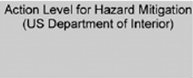 Action Level for Hazard Mitigation
(US Department of Interior)